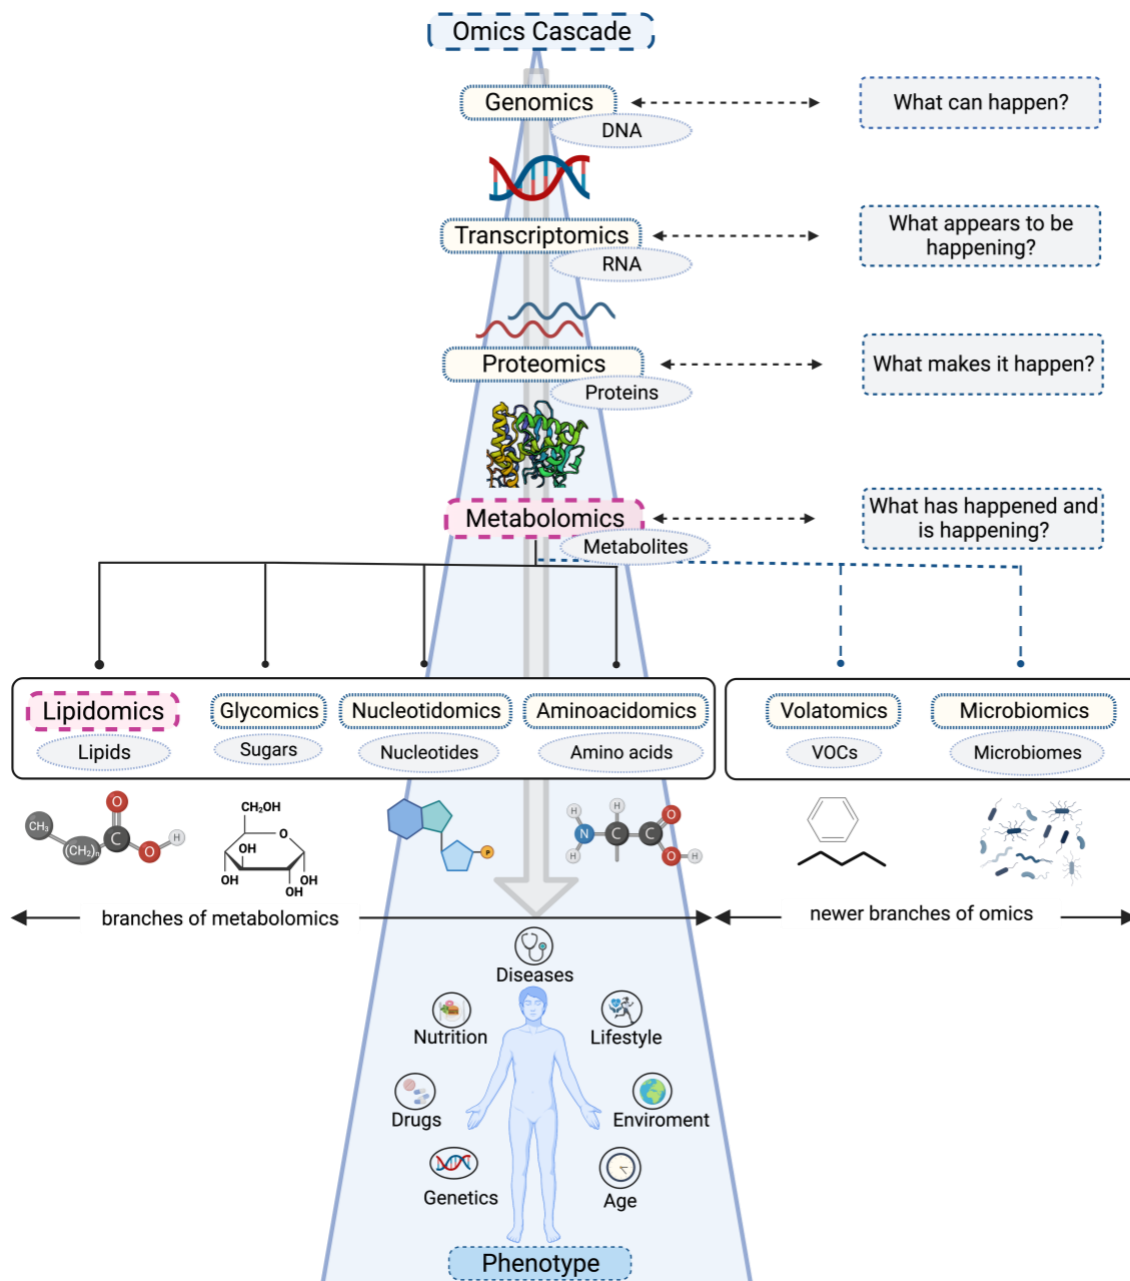 Omics Cascade
Genomics
DNA
What can happen?
Transcriptomics
RNA
What appears to be
happening?
Proteomics
Proteins
What makes it happen?
Metabolomics
Metabolites
What has happened and
is happening?
Lipidomics
Lipids
Glycomics
Sugars
Nucleotidomics
Nucleotides
Aminoacidomics
Amino acids
Volatomics
VOCs
Microbiomics
Microbiomes
CH₃
(CH₂)n
C
O
O
H
CH₂OH
O
OH
OH
OH
OH
P
H
H
N
H
C
C
O
O
H
branches of metabolomics
newer branches of omics
Diseases
Nutrition
Lifestyle
Drugs
Enviroment
Genetics
Age
Phenotype